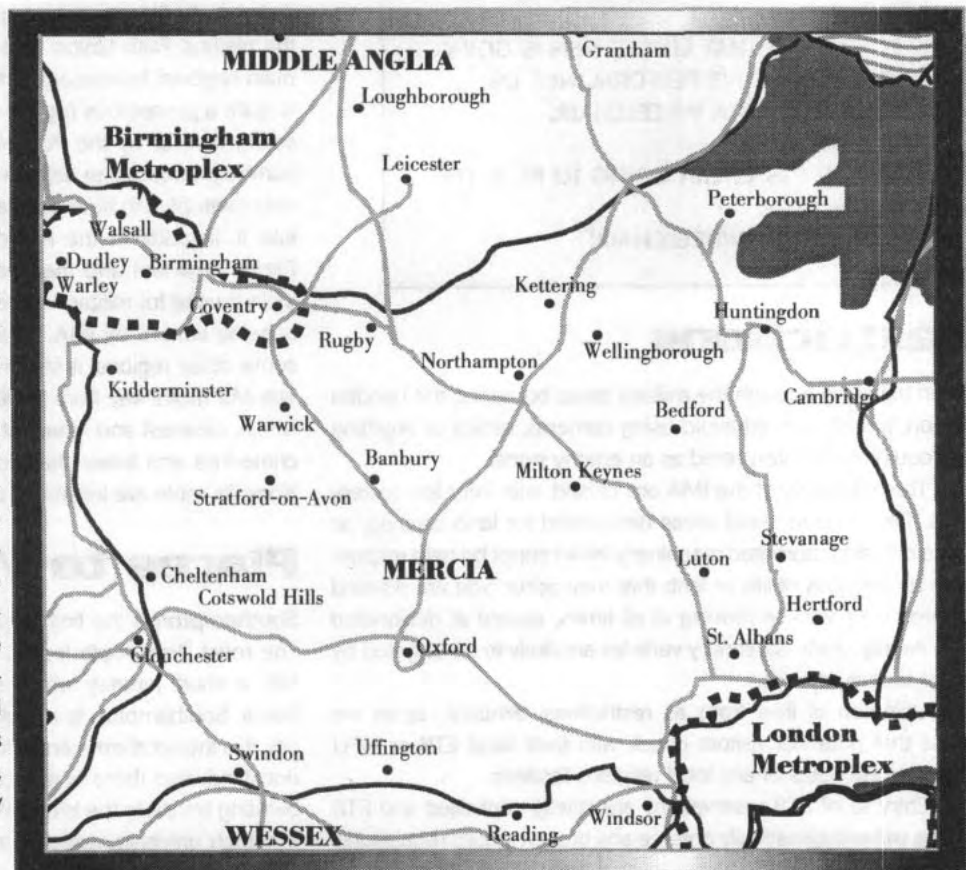 MIDDLE ANGLIA
Grantham
Loughborough
Birmingham
Metroplex
Leicester
Peterborough
Walsall
Dudley
Birmingham
Warley
Kettering
Coventry
Huntingdon
Rugby
Wellingborough
Northampton
Kidderminster
Cambridge
Bedford
Warwick
Banbury
Milton Keynes
Stratford-on-Avon
Stevanage
MERCIA
Luton
Cheltenham
Cotswold Hills
Hertford
Oxford
St. Albans
Glouchester
London
Metroplex
Swindon
Uffington
Windsor
WESSEX
Reading